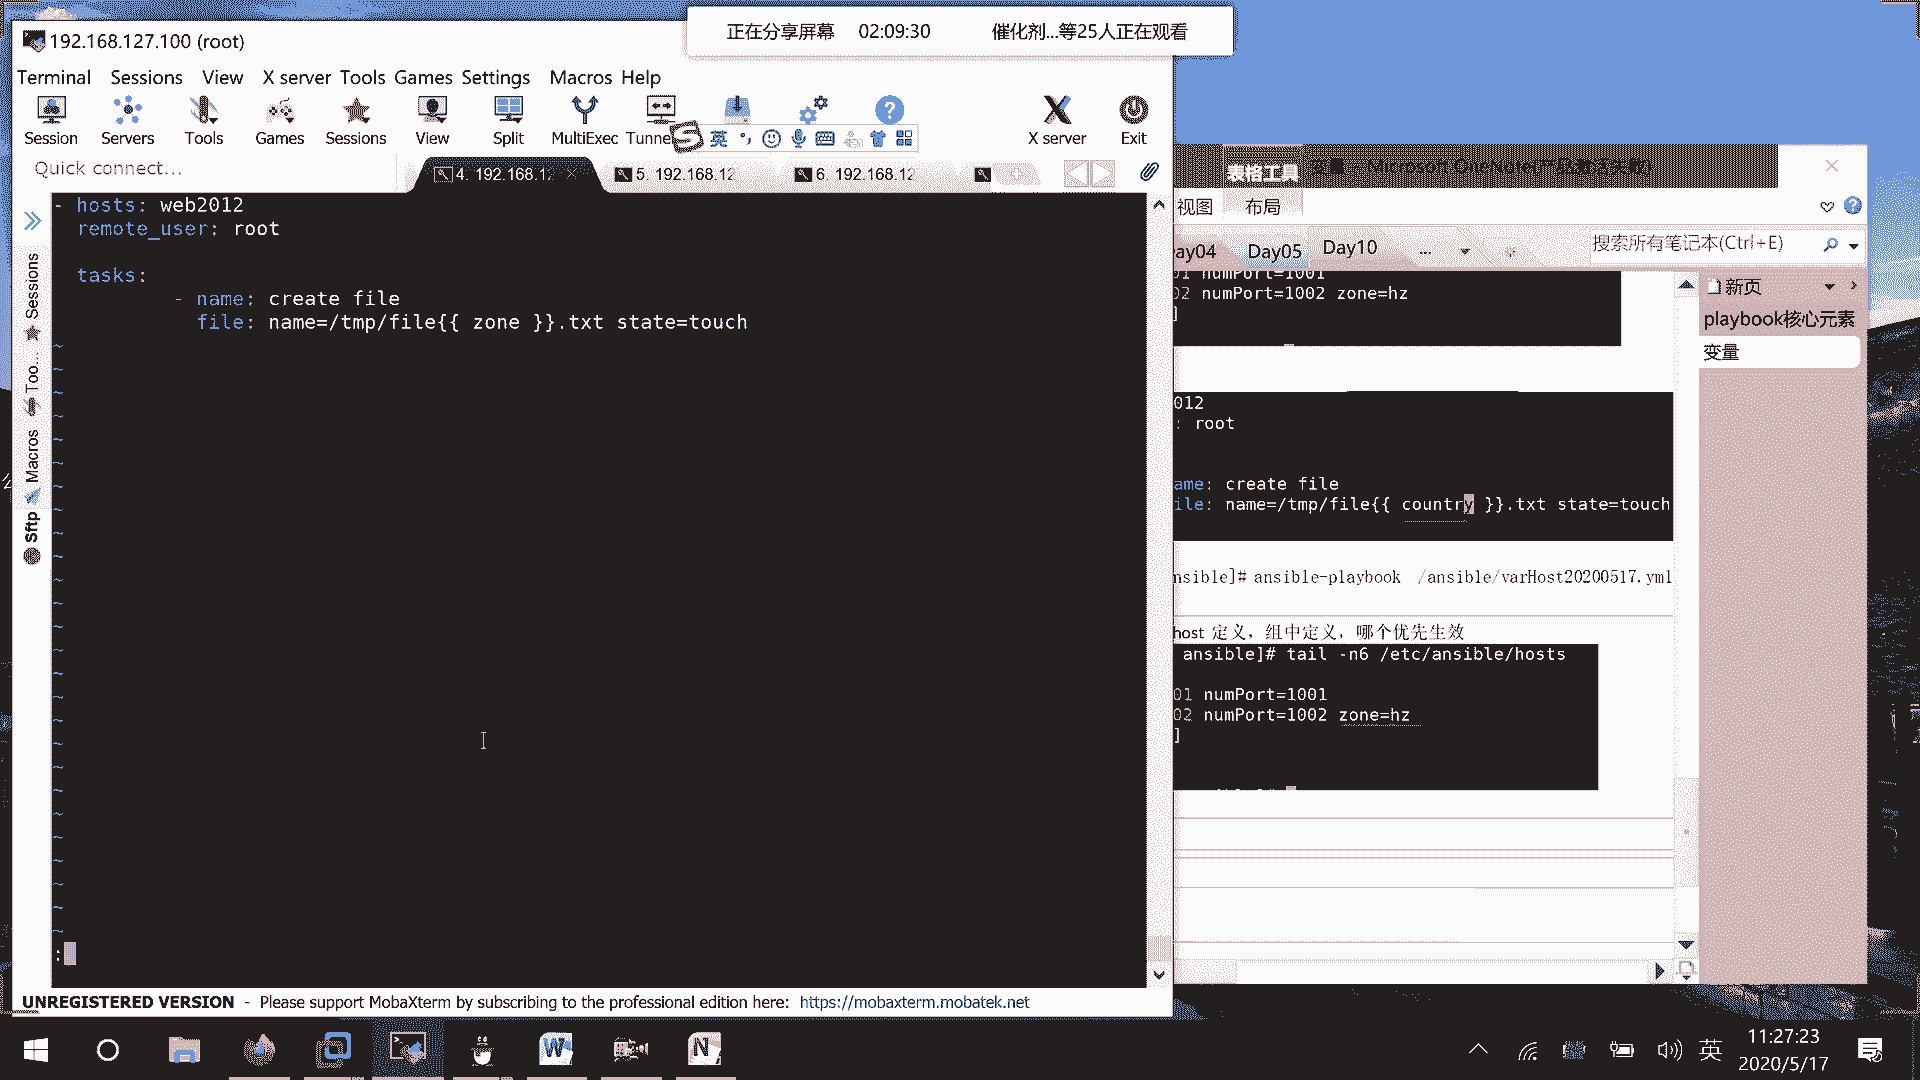 正在分享屏幕 02:09:30 催化剂...等25人正在观看
192.168.127.100 (root)
Terminal Sessions View X server Tools Games Settings Macros Help
Session Servers Tools Games Sessions View Split MultiExec Tunne
英
X server Exit
Quick connect...
4. 192.168.12
5. 192.168.12
6. 192.168.12
Sessions
Too...
Macros
Sftp
- hosts: web2012
remote_user: root
tasks:
- name: create file
file: name=/tmp/file{{ zone }}.txt state=touch
:
UNREGISTERED VERSION - Please support MobaXterm by subscribing to the professional edition here: https://mobaxterm.mobatek.net
表格工具
变量 - Microsoft OneNote(产品激活失败)
视图 布局
ay04 Day05 Day10 ...
搜索所有笔记本(Ctrl+E)
新页
playbook核心元素
变量
01 numPort=1001
02 numPort=1002 zone=hz
]
012
: root
ame: create file
ile: name=/tmp/file{{ country }}.txt state=touch
nsible]# ansible-playbook /ansible/varHost20200517.yml
host 定义，组中定义，哪个优先生效
ansible]# tail -n6 /etc/ansible/hosts
01 numPort=1001
02 numPort=1002 zone=hz
]
英
11:27:23
2020/5/17